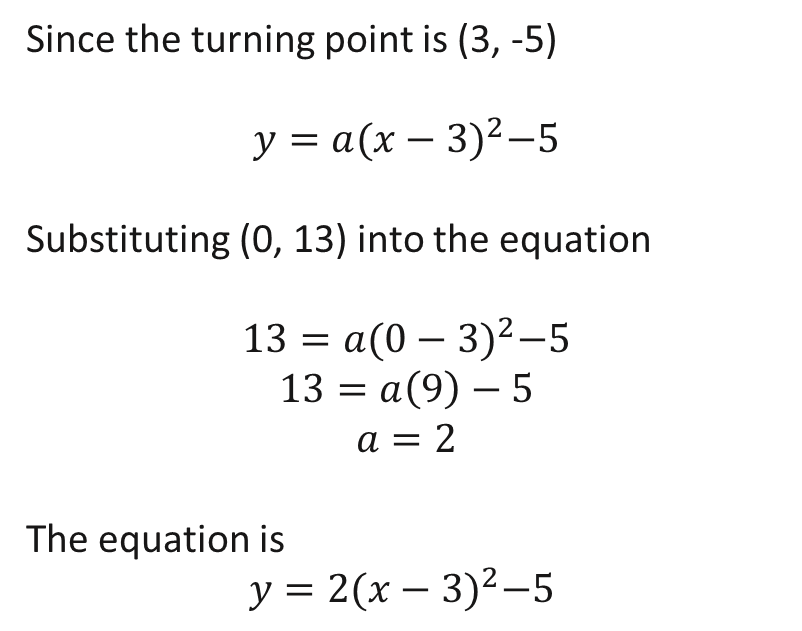 Since the turning point is (3, -5)
y = a(x − 3)²−5
Substituting (0, 13) into the equation
13 = a(0 − 3)²−5
13 = a(9) − 5
a = 2
The equation is
y = 2(x − 3)²−5